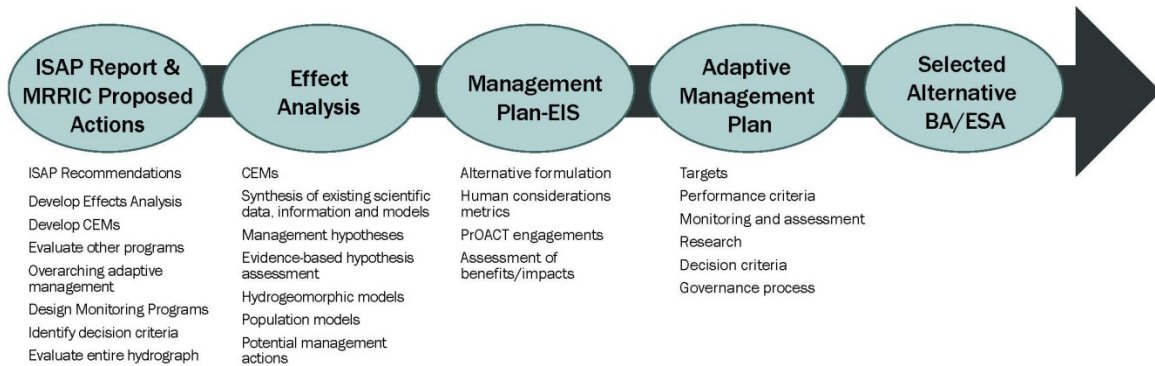 ISAP Report &
MRRIC Proposed
Actions
Effect
Analysis
Management
Plan-EIS
Adaptive
Management
Plan
Selected
Alternative
BA/ESA
ISAP Recommendations
Develop Effects Analysis
Develop CEMs
Evaluate other programs
Overarching adaptive
management
Design Monitoring Programs
Identify decision criteria
Evaluate entire hydrograph
CEMs
Synthesis of existing scientific
data, information and models
Management hypotheses
Evidence-based hypothesis
assessment
Hydrogeomorphic models
Population models
Potential management
actions
Alternative formulation
Human considerations
metrics
PrOACT engagements
Assessment of
benefits/impacts
Targets
Performance criteria
Monitoring and assessment
Research
Decision criteria
Governance process